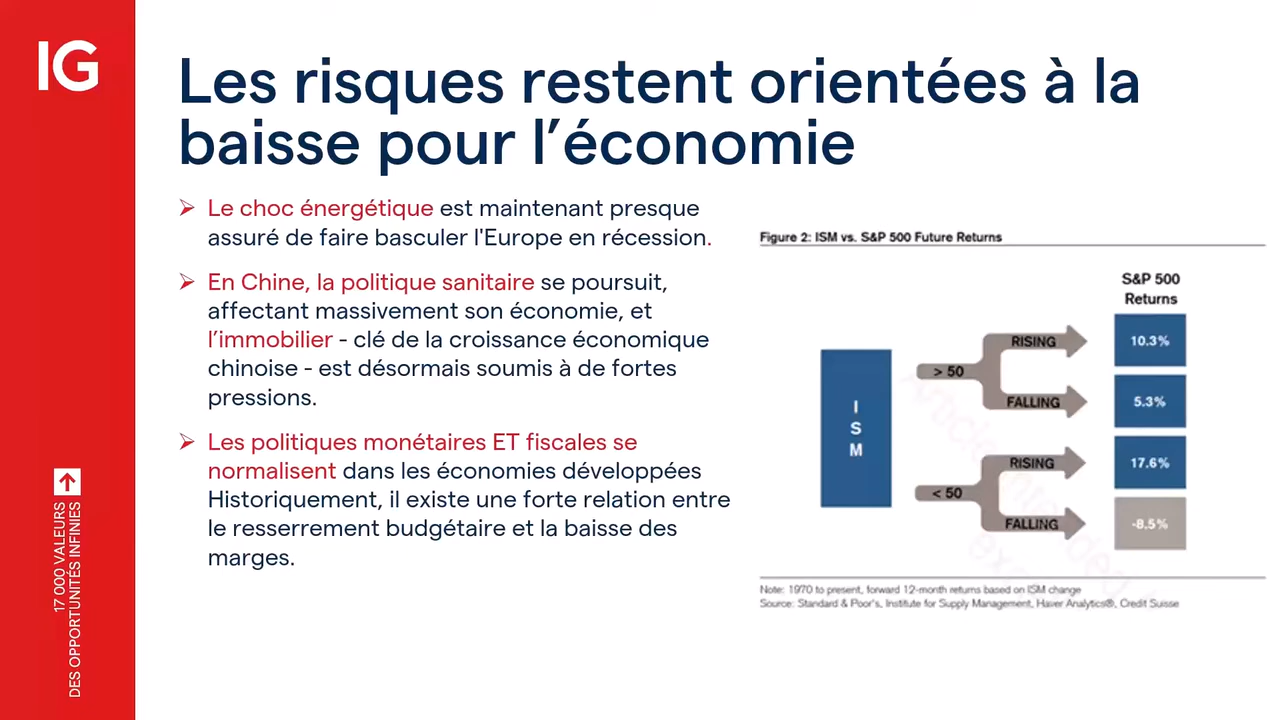 IG
Les risques restent orientées à la
baisse pour l’économie
Le choc énergétique est maintenant presque
assuré de faire basculer l'Europe en récession.
En Chine, la politique sanitaire se poursuit,
affectant massivement son économie, et
l’immobilier - clé de la croissance économique
chinoise - est désormais soumis à de fortes
pressions.
Les politiques monétaires ET fiscales se
normalisent dans les économies développées
Historiquement, il existe une forte relation entre
le resserrement budgétaire et la baisse des
marges.
Figure 2: ISM vs. S&P 500 Future Returns
S&P 500
Returns
I
S
M
> 50
RISING
10.3%
FALLING
5.3%
< 50
RISING
17.6%
FALLING
-8.5%
Note: 1970 to present, forward 12-month returns based on ISM change
Source: Standard & Poor's, Institute for Supply Management, Haver Analytics®, Credit Suisse
17 000 VALEURS
DES OPPORTUNITÉS INFINIES